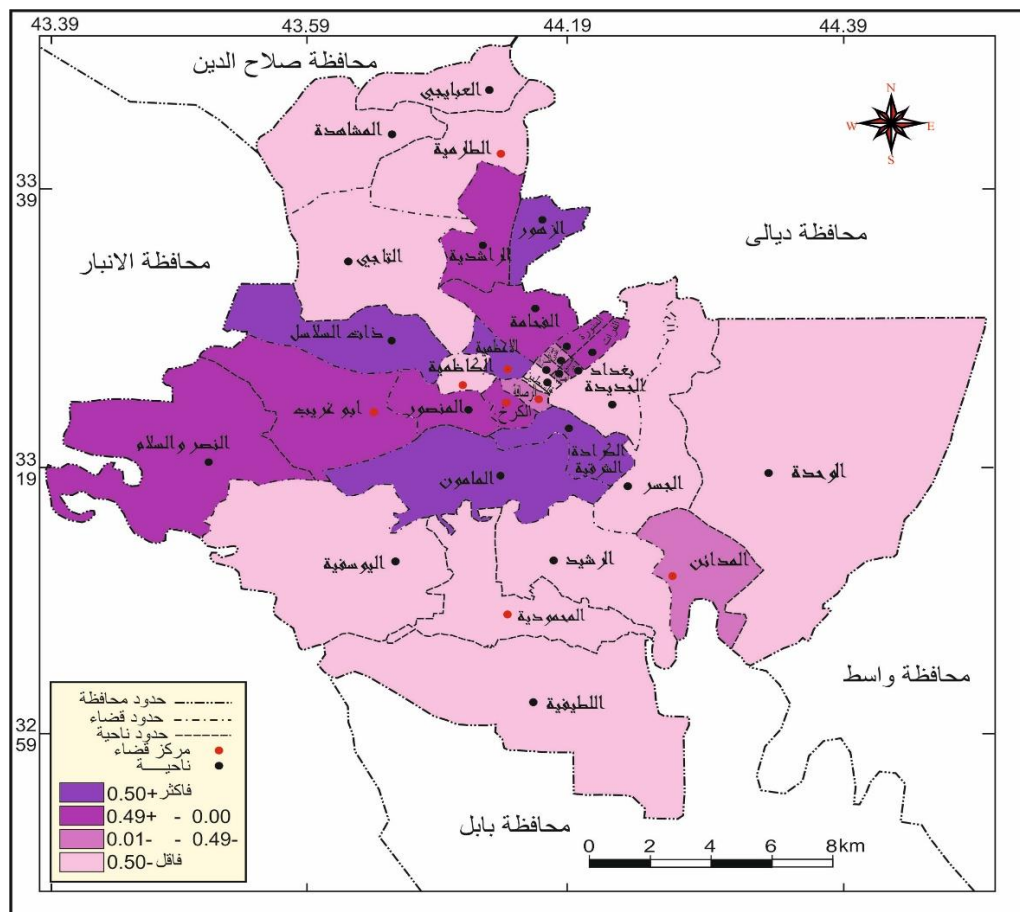 43.39 43.59 44.19 44.39
محافظة صلاح الدين
العبايجي
المشاهدة
الطارمية
N
W E
S
33
39
الزهور
محافظة ديالى
الراشدية
محافظة الانبار
التاجي
الفحامة
ذات السلاسل
الاعظمية
الكاظمية
بغداد
الجديدة
المنصور
الكرخ
ابو غريب
النصر والسلام
33
19
الكرادة
الشرقية
المامون
الجسر
الوحدة
المدائن
اليوسفية
الرشيد
المحمودية
محافظة واسط
اللطيفية
32
59
حدود محافظة
حدود قضاء
حدود ناحية
مركز قضاء
ناحيـــة
0.50+فاكثر
0.49+ - 0.00
0.01- - 0.49-
0.50-فاقل
محافظة بابل
0 2 4 6 8km